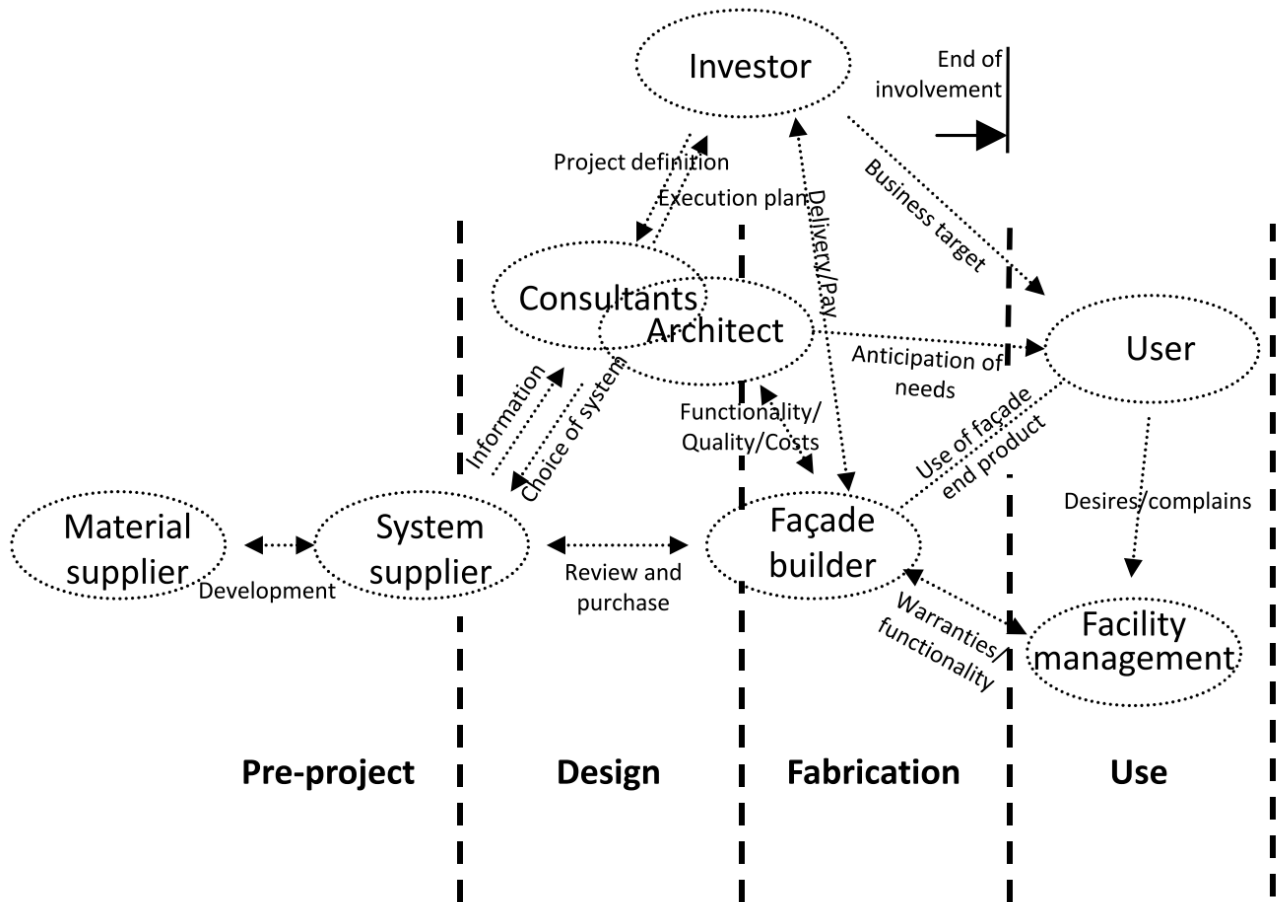 Investor
End of
involvement
Project definition
Execution plan
Delivery/Pay
Business target
Consultants
Architect
User
Anticipation of
needs
Information
Choice of system
Functionality/
Quality/Costs
Use of façade
end product
Desires/complains
Material
supplier
System
supplier
Façade
builder
Development
Review and
purchase
Warranties/
functionality
Facility
management
Pre-project
Design
Fabrication
Use